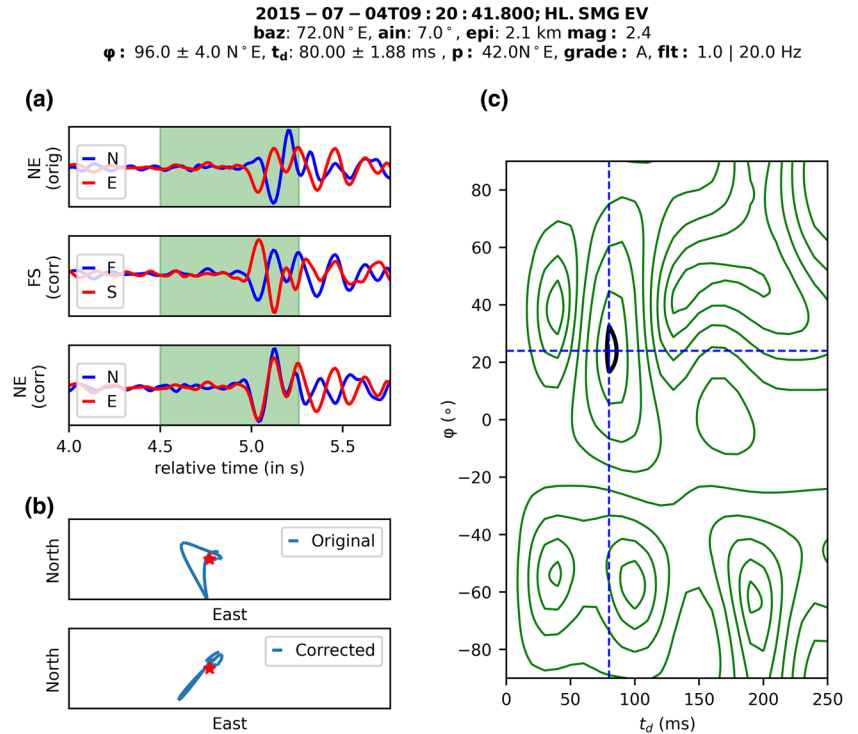 2015 − 07 − 04T09 : 20 : 41.800; HL. SMG EV
baz: 72.0N°E, ain: 7.0°, epi: 2.1 km mag: 2.4
φ: 96.0 ± 4.0 N°E, t_d: 80.00 ± 1.88 ms , p: 42.0N°E, grade: A, flt: 1.0 | 20.0 Hz
(a)
NE
(orig)
N
E
FS
(corr)
F
S
NE
(corr)
N
E
4.0 4.5 5.0 5.5
relative time (in s)
(b)
North
Original
East
North
Corrected
East
(c)
φ (∘)
80
60
40
20
0
−20
−40
−60
−80
0 50 100 150 200 250
t_d (ms)